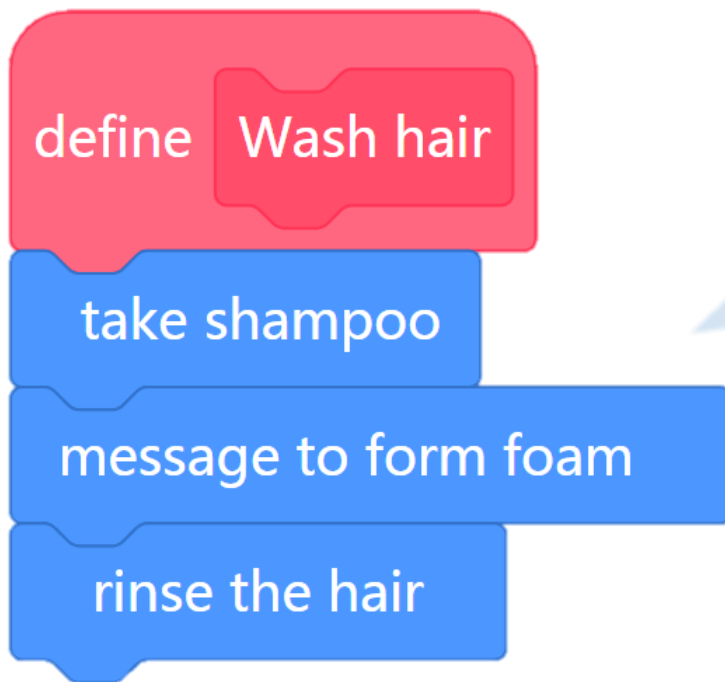 define Wash hair
take shampoo
message to form foam
rinse the hair